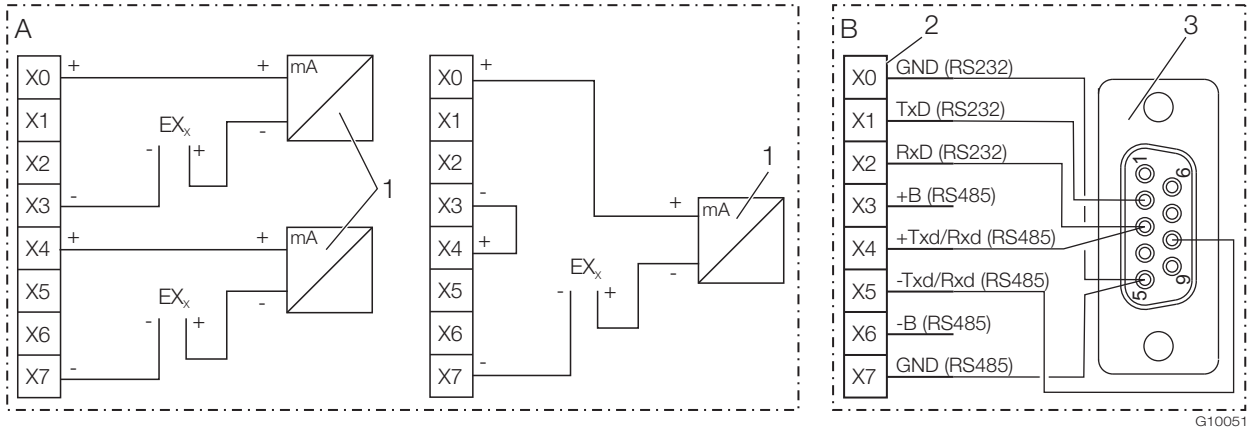 A
X0 + + mA
X1
EXₓ - +
-
X2
X3 -
1
X4 + + mA
X5
EXₓ - +
-
X6
X7 -
X0 +
X1
X2
1
X3 -
+ mA
X4 +
X5
EXₓ - +
-
X6
X7 -
B
2
3
X0 GND (RS232)
X1 TxD (RS232)
X2 RxD (RS232)
X3 +B (RS485)
X4 +Txd/Rxd (RS485)
X5 -Txd/Rxd (RS485)
X6 -B (RS485)
X7 GND (RS485)
1
6
5
9
G10051